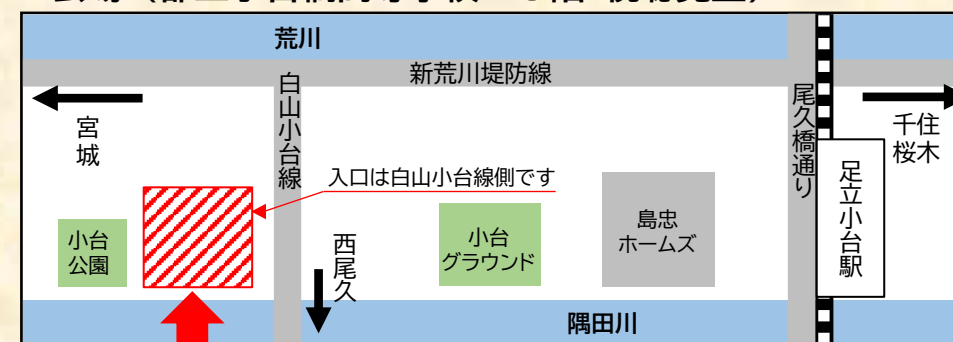 荒川
新荒川堤防線
白山小台線
尾久橋通り
宮城
千住
桜木
入口は白山小台線側です
足立小台駅
小台
公園
西尾久
小台
グラウンド
島忠
ホームズ
隅田川